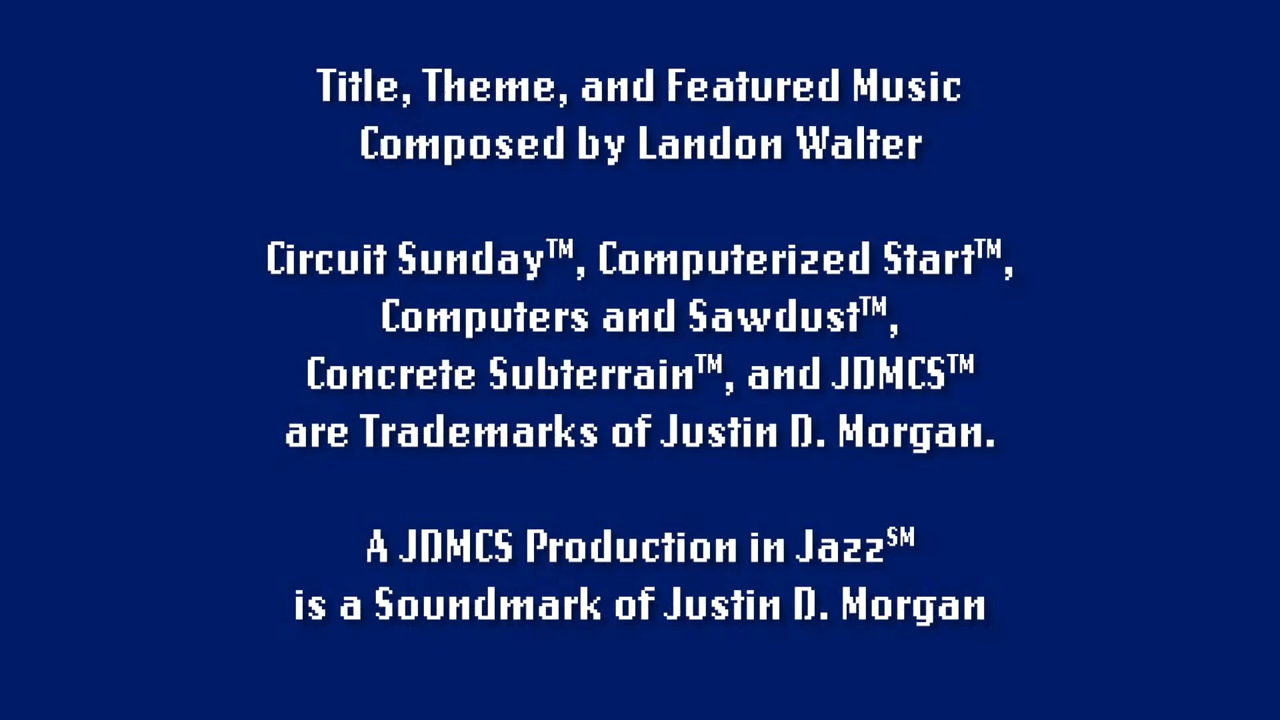 Title, Theme, and Featured Music
Composed by Landon Walter
Circuit Sunday™, Computerized Start™,
Computers and Sawdust™,
Concrete Subterrain™, and JDMCS™
are Trademarks of Justin D. Morgan.
A JDMCS Production in Jazz℠
is a Soundmark of Justin D. Morgan